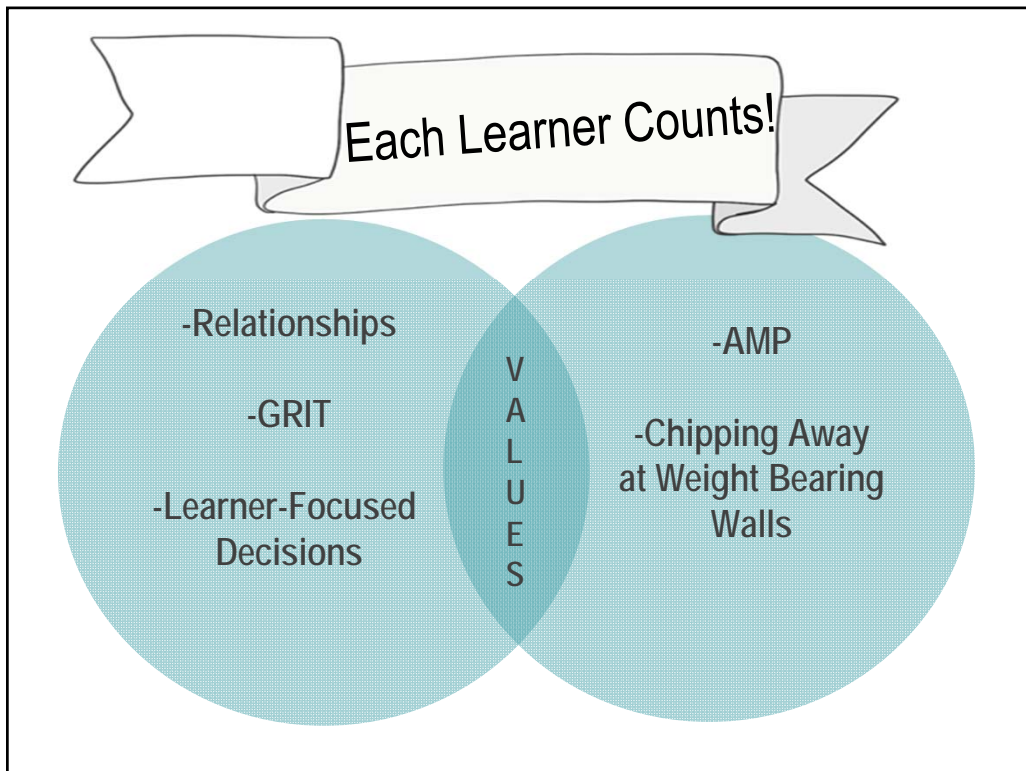 Each Learner Counts!
-Relationships
-GRIT
-Learner-Focused
Decisions
V
A
L
U
E
S
-AMP
-Chipping Away
at Weight Bearing
Walls